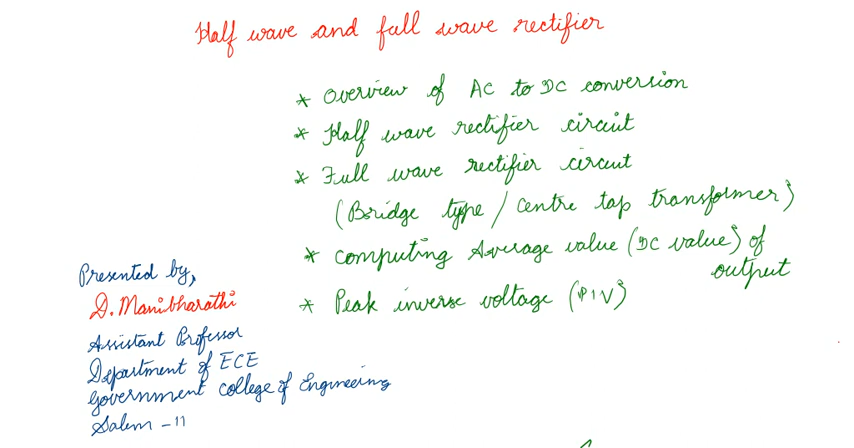 Half wave and full wave rectifier
* Overview of AC to DC conversion
* Half wave rectifier circuit
* Full wave rectifier circuit
(Bridge type / Centre tap transformer)
* Computing Average value (DC value) of
output
* Peak inverse voltage (PIV)
Presented by,
D. Manibharathi
Assistant Professor
Department of ECE
Government College of Engineering
Salem - 11